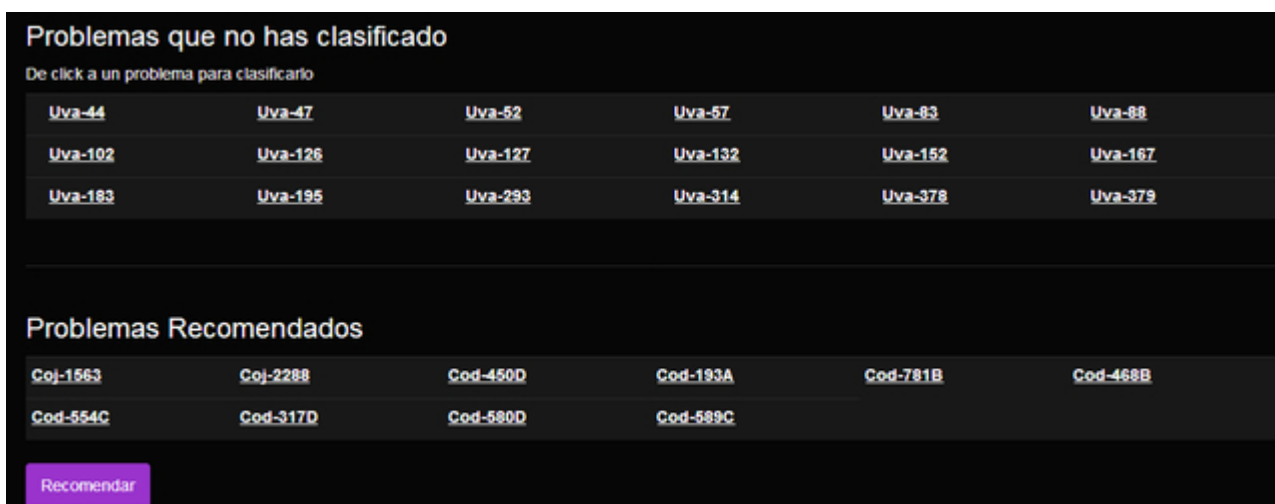 Problemas que no has clasificado
De click a un problema para clasificarlo
Uva-44 Uva-47 Uva-52 Uva-57 Uva-83 Uva-88
Uva-102 Uva-126 Uva-127 Uva-132 Uva-152 Uva-167
Uva-183 Uva-195 Uva-293 Uva-314 Uva-378 Uva-379
Problemas Recomendados
Coj-1563 Coj-2288 Cod-450D Cod-193A Cod-781B Cod-468B
Cod-554C Cod-317D Cod-580D Cod-589C
Recomendar